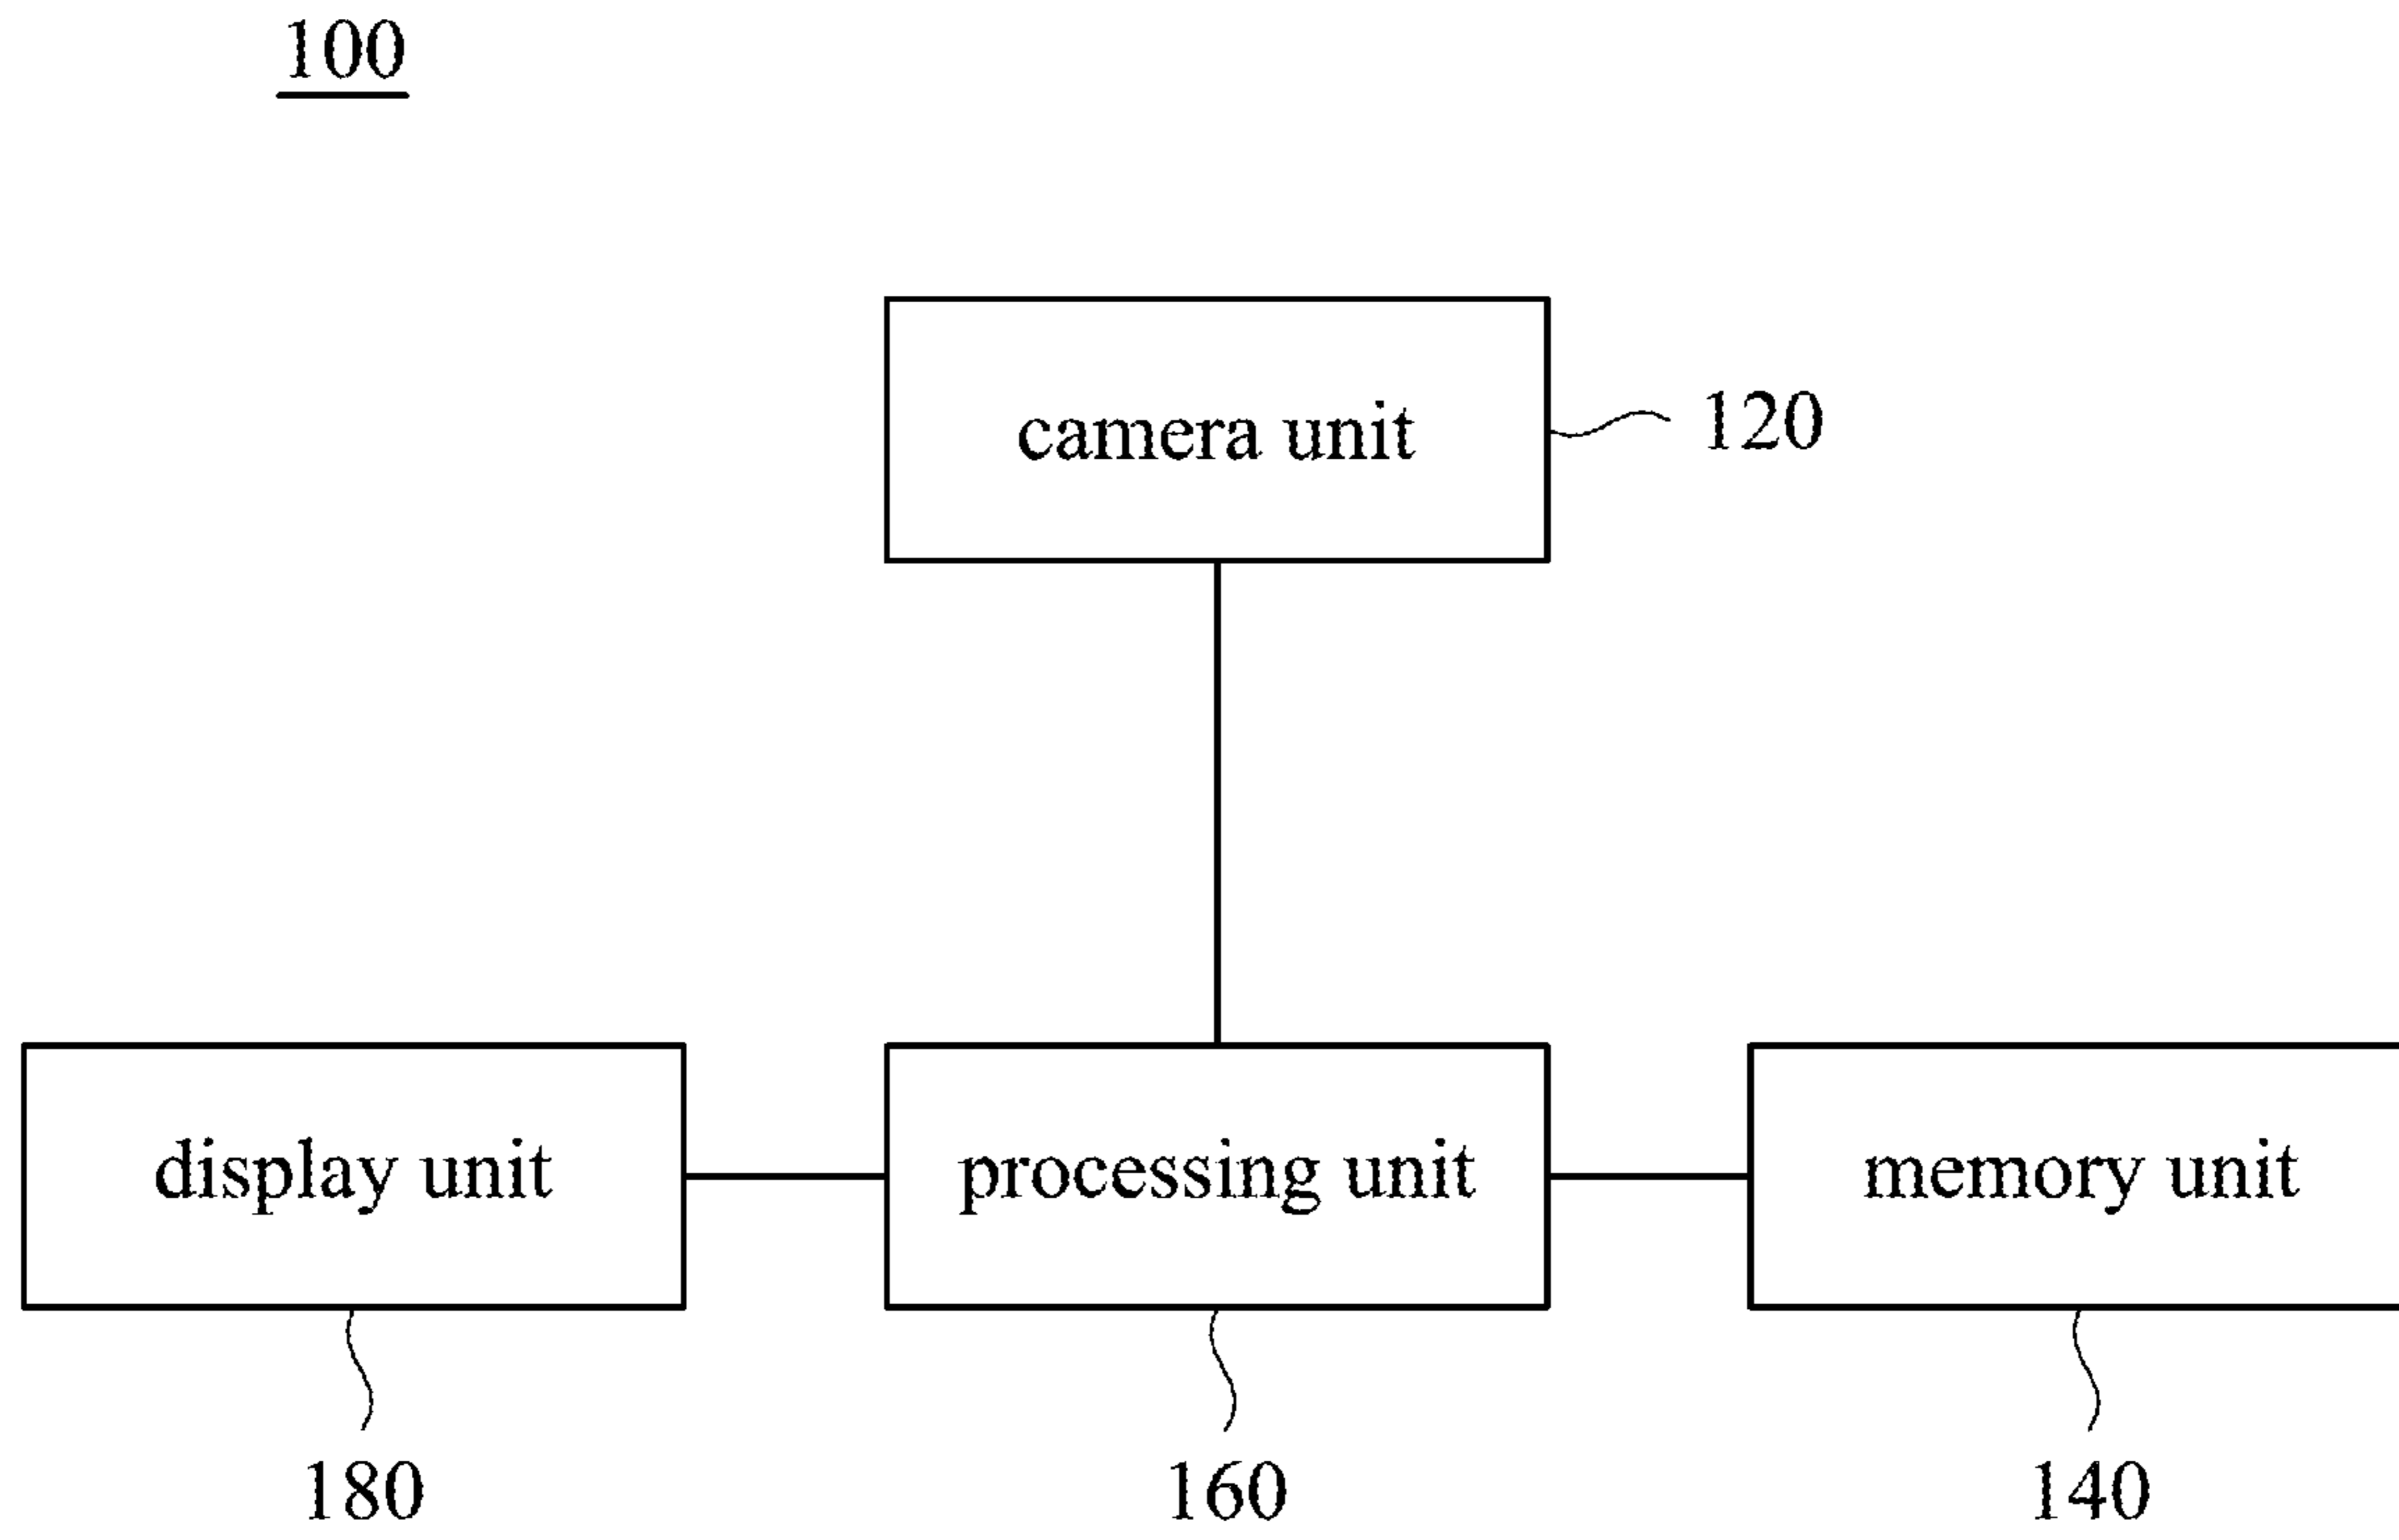 100
camera unit
120
display unit
processing unit
memory unit
180
160
140